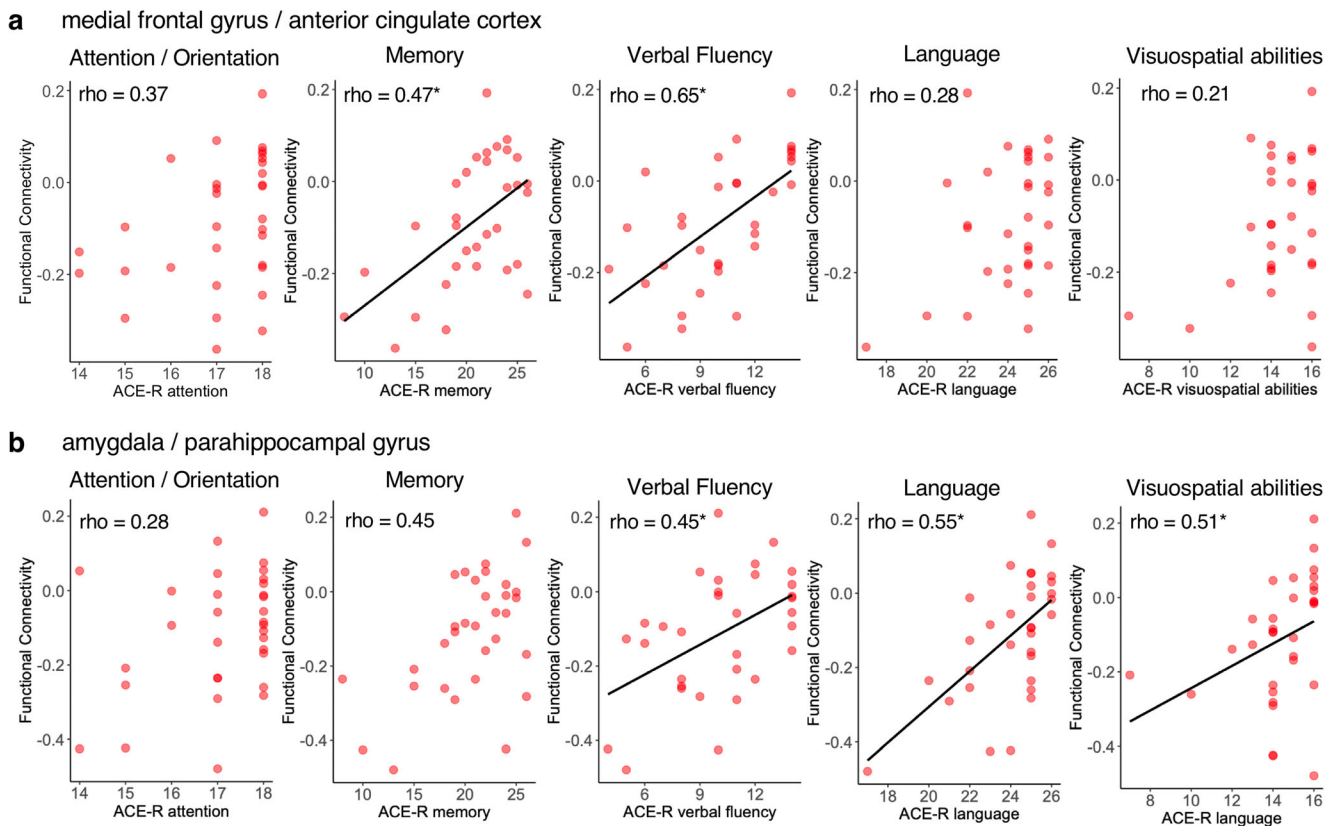 a medial frontal gyrus / anterior cingulate cortex
Attention / Orientation
rho = 0.37
0.2
0.0
-0.2
Functional Connectivity
14 15 16 17 18
ACE-R attention
Memory
rho = 0.47*
0.2
0.0
-0.2
Functional Connectivity
10 15 20 25
ACE-R memory
Verbal Fluency
rho = 0.65*
0.2
0.0
-0.2
Functional Connectivity
6 9 12
ACE-R verbal fluency
Language
rho = 0.28
0.2
0.0
-0.2
Functional Connectivity
18 20 22 24 26
ACE-R language
Visuospatial abilities
rho = 0.21
0.2
0.0
-0.2
Functional Connectivity
8 10 12 14 16
ACE-R visuospatial abilities
b amygdala / parahippocampal gyrus
Attention / Orientation
rho = 0.28
0.2
0.0
-0.2
-0.4
Functional Connectivity
14 15 16 17 18
ACE-R attention
Memory
rho = 0.45
0.2
0.0
-0.2
-0.4
Functional Connectivity
10 15 20 25
ACE-R memory
Verbal Fluency
rho = 0.45*
0.2
0.0
-0.2
-0.4
Functional Connectivity
6 9 12
ACE-R verbal fluency
Language
rho = 0.55*
0.2
0.0
-0.2
-0.4
Functional Connectivity
18 20 22 24 26
ACE-R language
Visuospatial abilities
rho = 0.51*
0.2
0.0
-0.2
-0.4
Functional Connectivity
8 10 12 14 16
ACE-R language